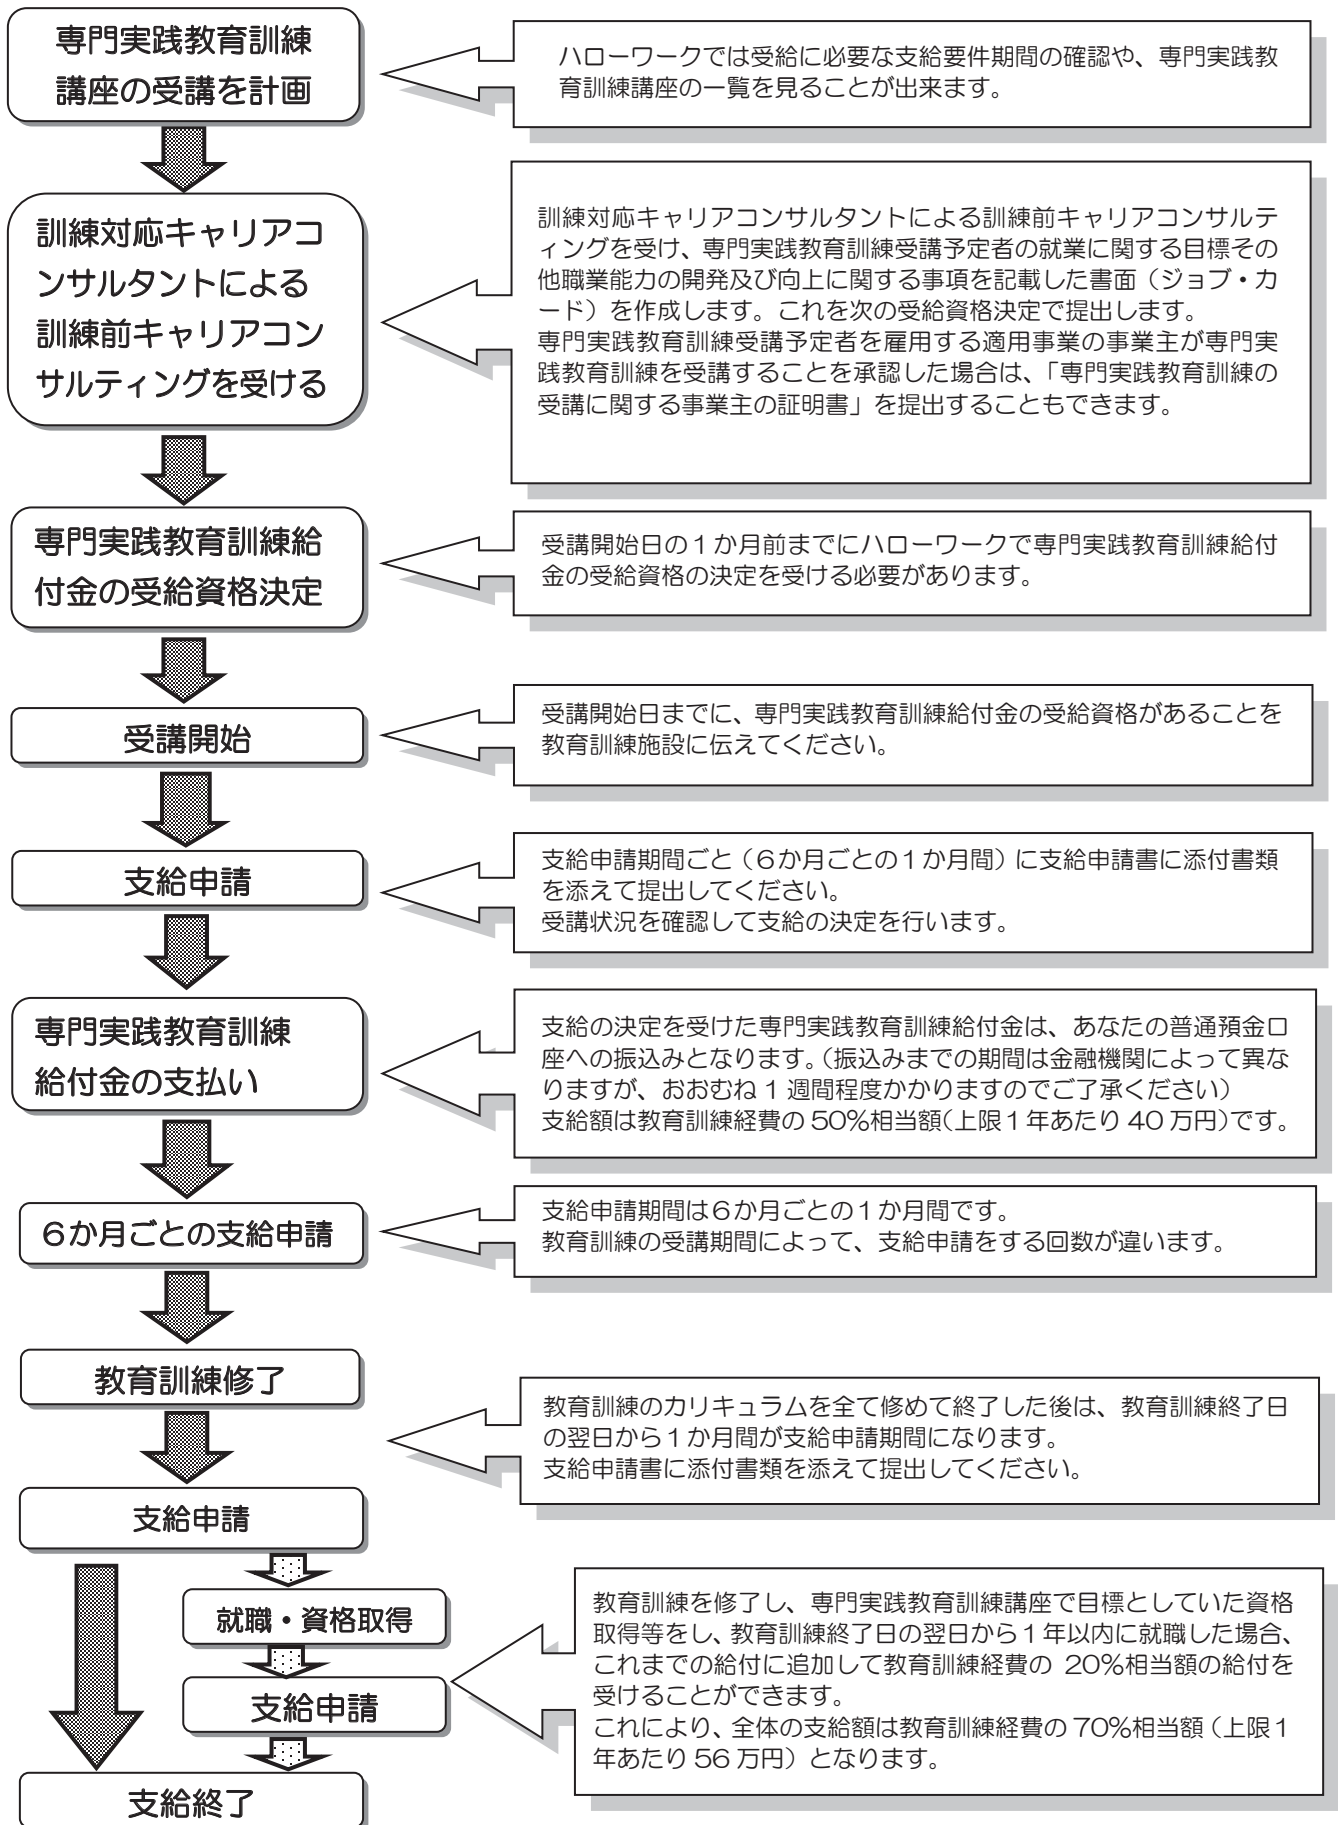 専門実践教育訓練
講座の受講を計画
ハローワークでは受給に必要な支給要件期間の確認や、専門実践教
育訓練講座の一覧を見ることが出来ます。
訓練対応キャリアコ
ンサルタントによる
訓練前キャリアコン
サルティングを受ける
訓練対応キャリアコンサルタントによる訓練前キャリアコンサルテ
ィングを受け、専門実践教育訓練受講予定者の就業に関する目標その
他職業能力の開発及び向上に関する事項を記載した書面（ジョブ・カ
ード）を作成します。これを次の受給資格決定で提出します。
専門実践教育訓練受講予定者を雇用する適用事業の事業主が専門実
践教育訓練を受講することを承認した場合は、「専門実践教育訓練の
受講に関する事業主の証明書」を提出することもできます。
専門実践教育訓練給
付金の受給資格決定
受講開始日の１か月前までにハローワークで専門実践教育訓練給付
金の受給資格の決定を受ける必要があります。
受講開始
受講開始日までに、専門実践教育訓練給付金の受給資格があることを
教育訓練施設に伝えてください。
支給申請
支給申請期間ごと（６か月ごとの１か月間）に支給申請書に添付書類
を添えて提出してください。
受講状況を確認して支給の決定を行います。
専門実践教育訓練
給付金の支払い
支給の決定を受けた専門実践教育訓練給付金は、あなたの普通預金口
座への振込みとなります。（振込みまでの期間は金融機関によって異な
りますが、おおむね 1 週間程度かかりますのでご了承ください）
支給額は教育訓練経費の 50％相当額（上限１年あたり 40 万円）です。
６か月ごとの支給申請
支給申請期間は６か月ごとの１か月間です。
教育訓練の受講期間によって、支給申請をする回数が違います。
教育訓練修了
教育訓練のカリキュラムを全て修めて終了した後は、教育訓練終了日
の翌日から１か月間が支給申請期間になります。
支給申請書に添付書類を添えて提出してください。
支給申請
就職・資格取得
支給申請
教育訓練を修了し、専門実践教育訓練講座で目標としていた資格
取得等をし、教育訓練終了日の翌日から１年以内に就職した場合、
これまでの給付に追加して教育訓練経費の 20％相当額の給付を
受けることができます。
これにより、全体の支給額は教育訓練経費の 70％相当額（上限１
年あたり 56 万円）となります。
支給終了